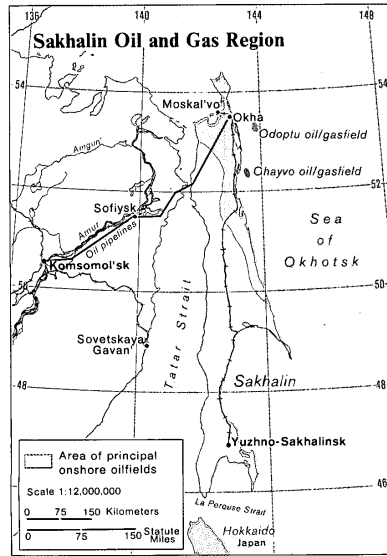 136
140
144
148
Sakhalin Oil and Gas Region
54
54
Moskal'vo
Okha
Odoptu oil/gasfield
Amgun'
Chayvo oil/gasfield
52
Sofiysk
Amur
Oil pipelines
Sea
of
Okhotsk
Komsomol'sk
50
50
Sovetskaya
Gavan
Tatar Strait
48
48
Sakhalin
Yuzhno-Sakhalinsk
Area of principal
onshore oilfields
Scale 1:12,000,000
0 75 150 Kilometers
0 75 150 Statute
Miles
46
La Perouse Strait
Hokkaido
Japan